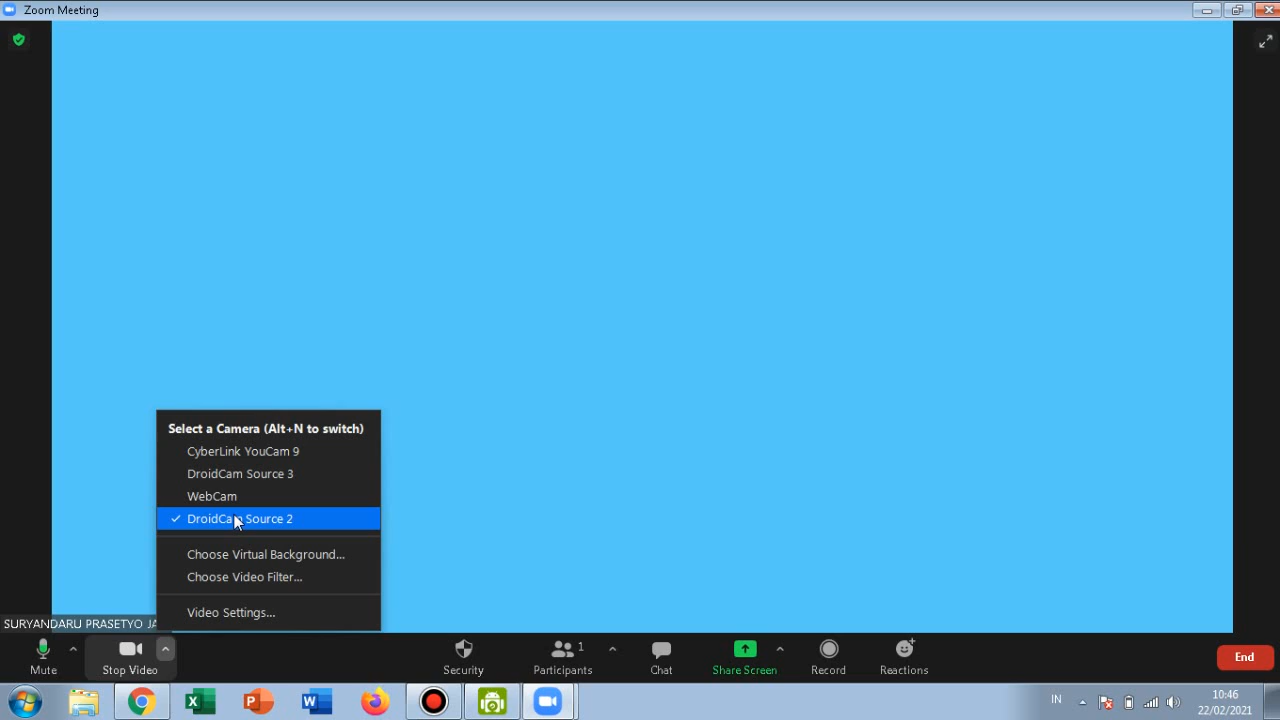 Zoom Meeting
Select a Camera (Alt+N to switch)
CyberLink YouCam 9
DroidCam Source 3
WebCam
DroidCam Source 2
Choose Virtual Background...
Choose Video Filter...
Video Settings...
SURYANDARU PRASETYO JA
Mute
Stop Video
Security
Participants
1
Chat
Share Screen
Record
Reactions
End
IN
10:46
22/02/2021